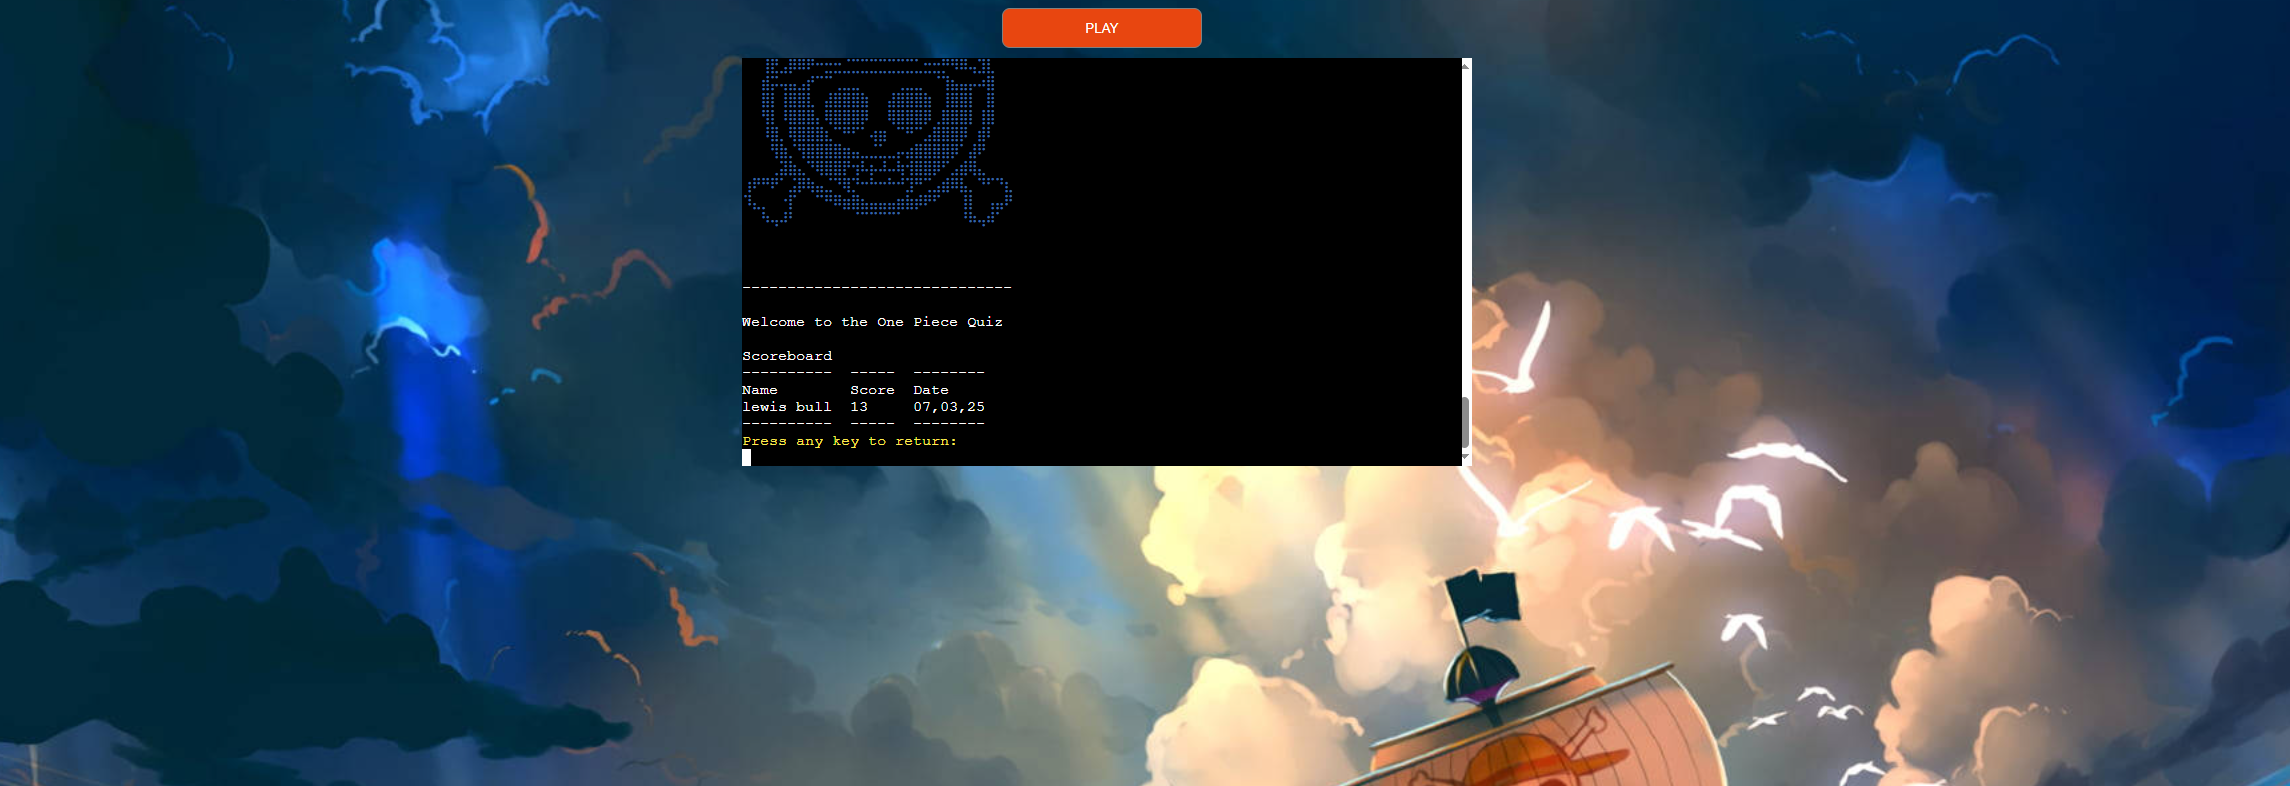 PLAY
------------------------------
Welcome to the One Piece Quiz
Scoreboard
---------- ----- --------
Name Score Date
lewis bull 13 07,03,25
---------- ----- --------
Press any key to return: